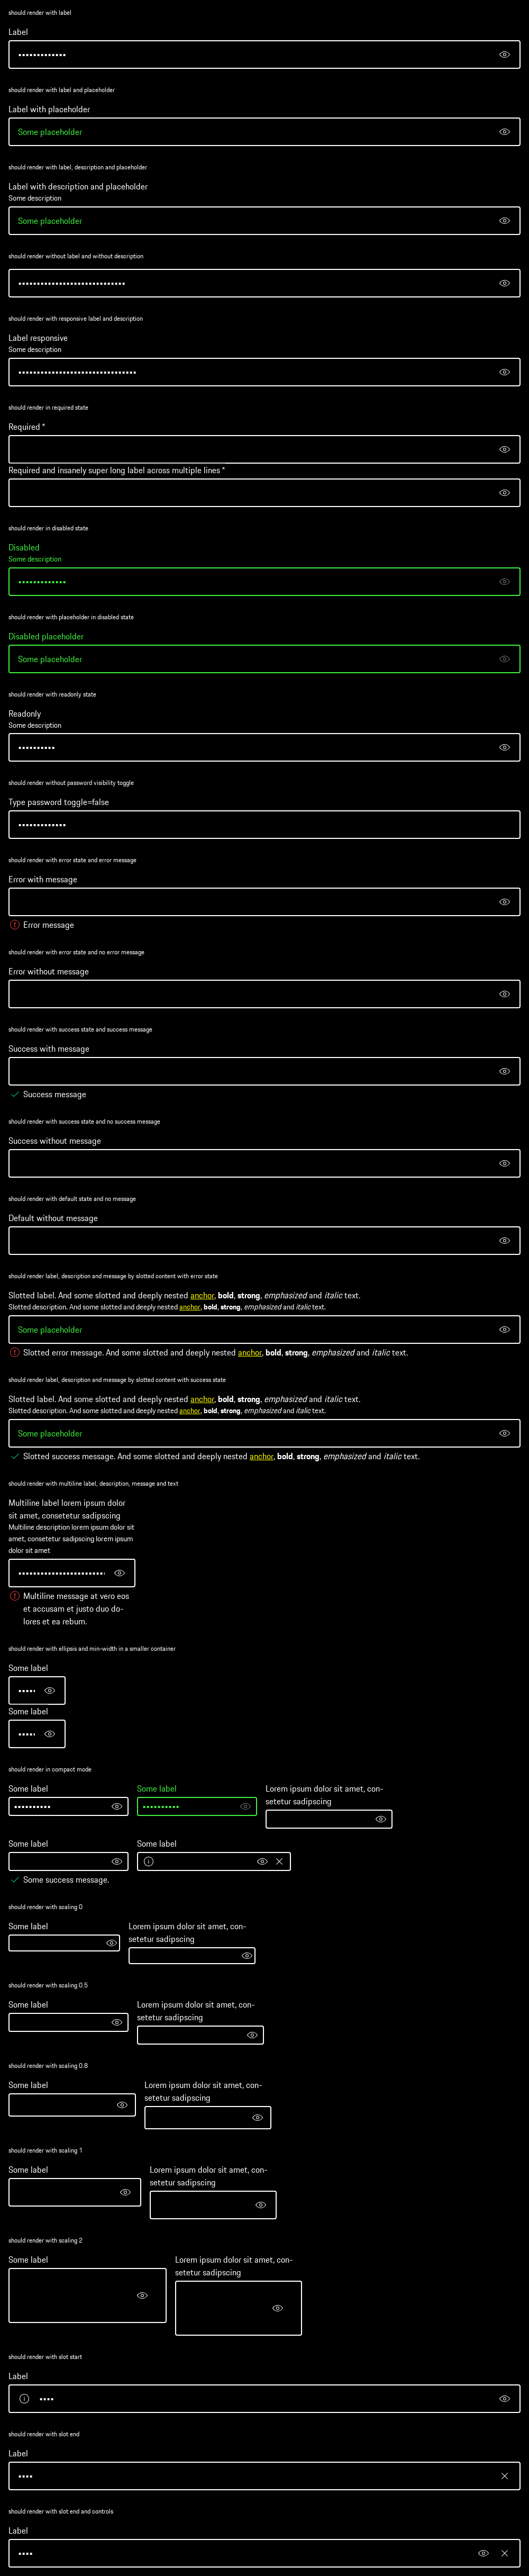 should render with label
Label
•••••••••••••
should render with label and placeholder
Label with placeholder
Some placeholder
should render with label, description and placeholder
Label with description and placeholder
Some description
Some placeholder
should render without label and without description
•••••••••••••••••••••••••••••
should render with responsive label and description
Label responsive
Some description
••••••••••••••••••••••••••••••••
should render in required state
Required *
Required and insanely super long label across multiple lines *
should render in disabled state
Disabled
Some description
•••••••••••••
should render with placeholder in disabled state
Disabled placeholder
Some placeholder
should render with readonly state
Readonly
Some description
••••••••••
should render without password visibility toggle
Type password toggle=false
•••••••••••••
should render with error state and error message
Error with message
Error message
should render with error state and no error message
Error without message
should render with success state and success message
Success with message
Success message
should render with success state and no success message
Success without message
should render with default state and no message
Default without message
should render label, description and message by slotted content with error state
Slotted label. And some slotted and deeply nested anchor, bold, strong, emphasized and italic text.
Slotted description. And some slotted and deeply nested anchor, bold, strong, emphasized and italic text.
Some placeholder
Slotted error message. And some slotted and deeply nested anchor, bold, strong, emphasized and italic text.
should render label, description and message by slotted content with success state
Slotted label. And some slotted and deeply nested anchor, bold, strong, emphasized and italic text.
Slotted description. And some slotted and deeply nested anchor, bold, strong, emphasized and italic text.
Some placeholder
Slotted success message. And some slotted and deeply nested anchor, bold, strong, emphasized and italic text.
should render with multiline label, description, message and text
Multiline label lorem ipsum dolor
sit amet, consetetur sadipscing
Multiline description lorem ipsum dolor sit
amet, consetetur sadipscing lorem ipsum
dolor sit amet
••••••••••••••••••••••••
Multiline message at vero eos
et accusam et justo duo do-
lores et ea rebum.
should render with ellipsis and min-width in a smaller container
Some label
•••••
Some label
•••••
should render in compact mode
Some label
••••••••••
Some label
••••••••••
Lorem ipsum dolor sit amet, con-
setetur sadipscing
Some label
Some success message.
Some label
should render with scaling 0
Some label
Lorem ipsum dolor sit amet, con-
setetur sadipscing
should render with scaling 0.5
Some label
Lorem ipsum dolor sit amet, con-
setetur sadipscing
should render with scaling 0.8
Some label
Lorem ipsum dolor sit amet, con-
setetur sadipscing
should render with scaling 1
Some label
Lorem ipsum dolor sit amet, con-
setetur sadipscing
should render with scaling 2
Some label
Lorem ipsum dolor sit amet, con-
setetur sadipscing
should render with slot start
Label
••••
should render with slot end
Label
••••
should render with slot end and controls
Label
••••